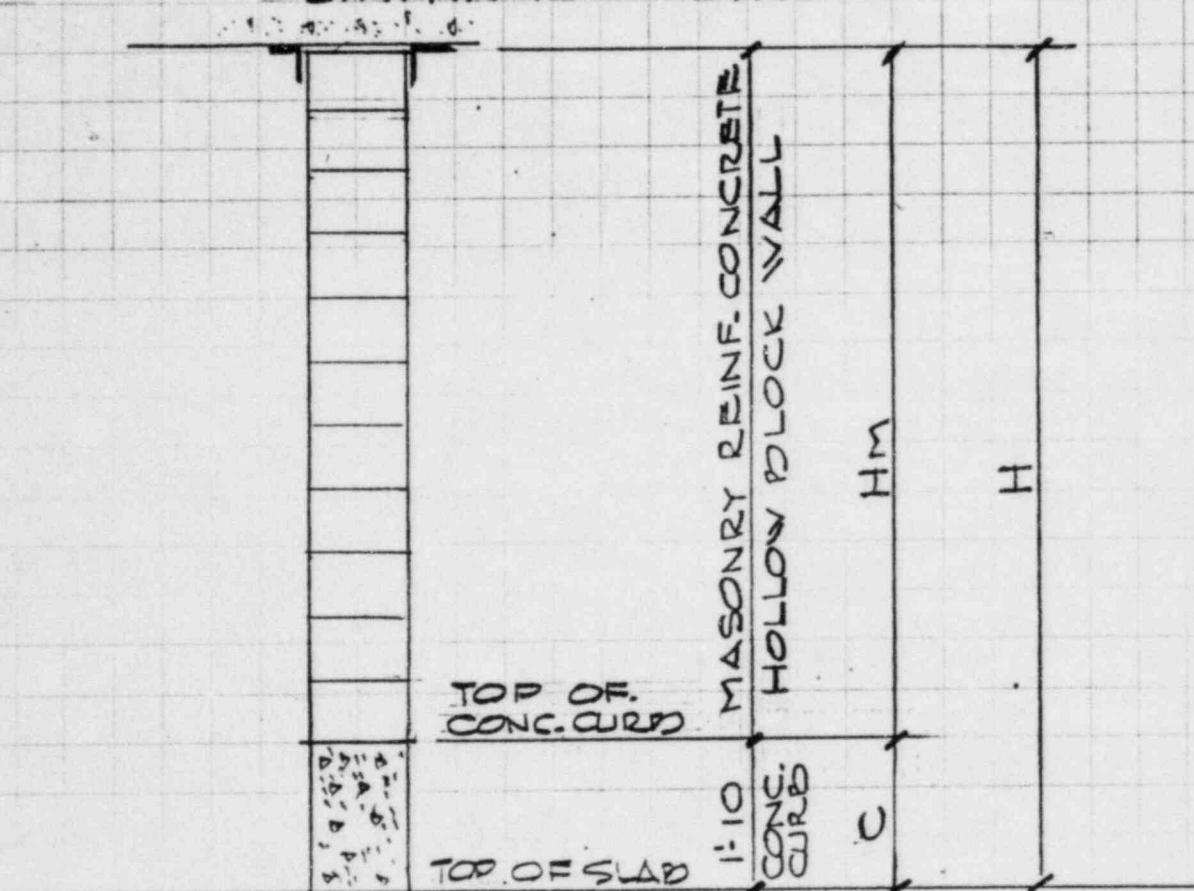 MASONRY REINF. CONCRETE
HOLLOW BLOCK WALL
Hm
H
TOP OF.
CONC. CURB
1'-10
CONC.
CURB
C
TOP OF SLAB